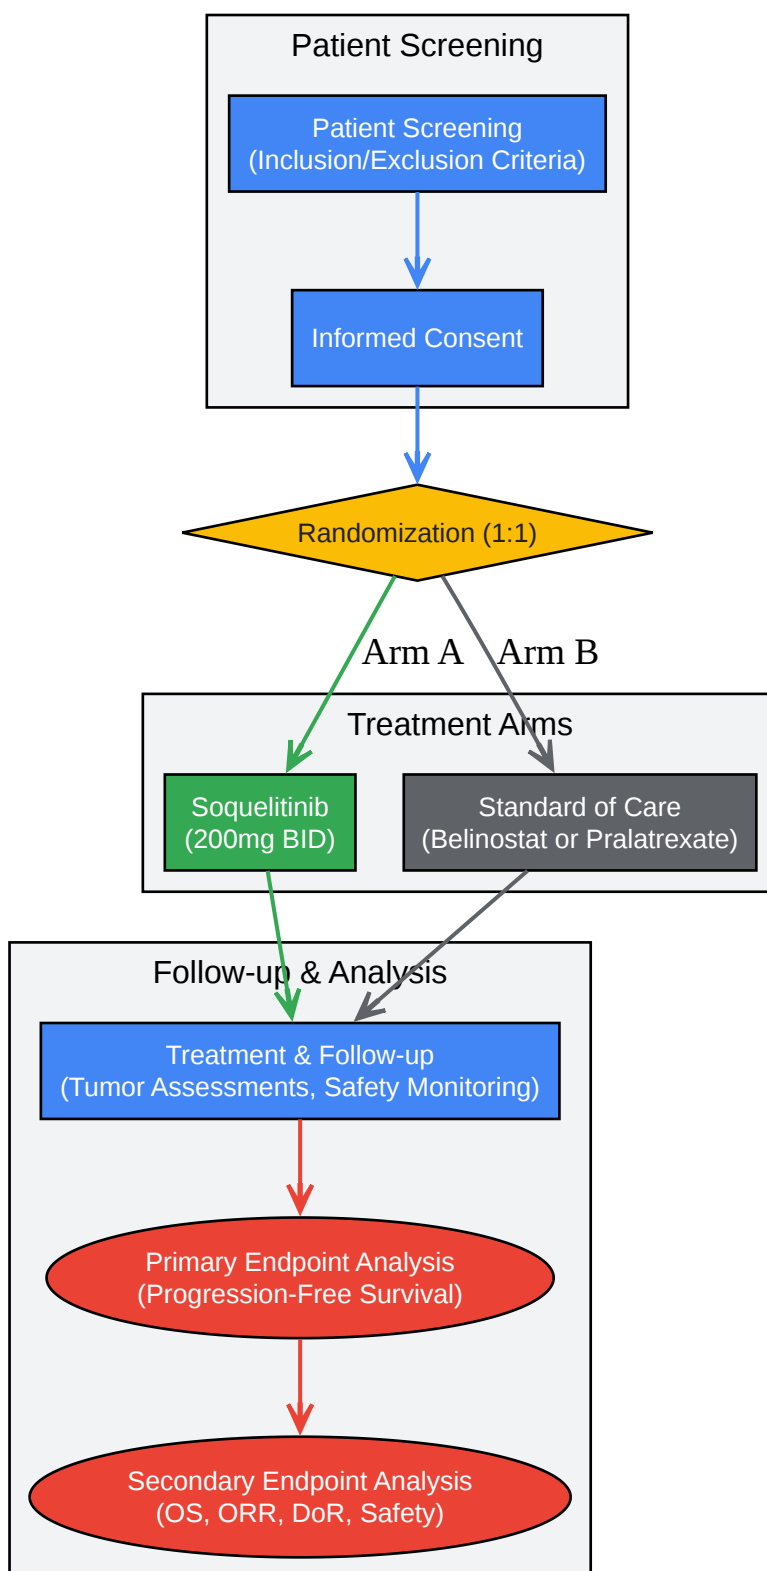 Patient Screening
Patient Screening
(Inclusion/Exclusion Criteria)
Informed Consent
Randomization (1:1)
Arm A
Arm B
Treatment Arms
Soquelitinib
(200mg BID)
Standard of Care
(Belinostat or Pralatrexate)
Follow-up & Analysis
Treatment & Follow-up
(Tumor Assessments, Safety Monitoring)
Primary Endpoint Analysis
(Progression-Free Survival)
Secondary Endpoint Analysis
(OS, ORR, DoR, Safety)